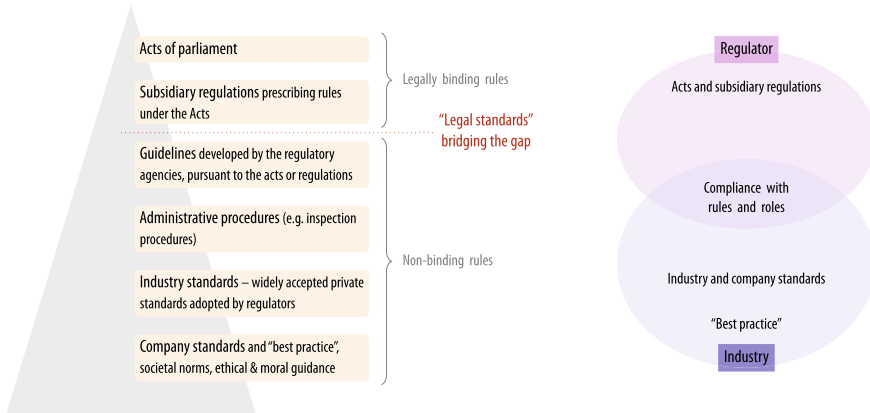 Acts of parliament
Subsidiary regulations prescribing rules
under the Acts
Legally binding rules
“Legal standards”
bridging the gap
Guidelines developed by the regulatory
agencies, pursuant to the acts or regulations
Administrative procedures (e.g. inspection
procedures)
Industry standards – widely accepted private
standards adopted by regulators
Company standards and “best practice”,
societal norms, ethical & moral guidance
Non-binding rules
Regulator
Acts and subsidiary regulations
Compliance with
rules and roles
Industry and company standards
“Best practice”
Industry